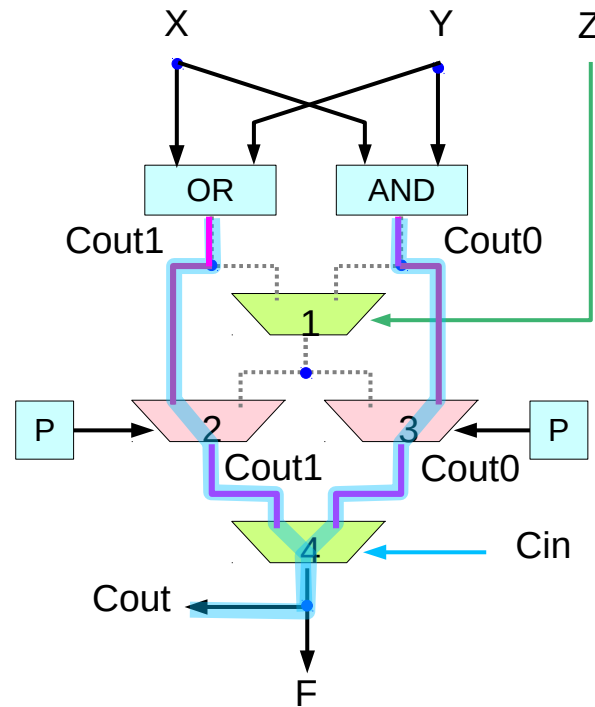 X Y Z
OR AND
Cout1 Cout0
1
P 2 3 P
Cout1 Cout0
4 Cin
Cout
F